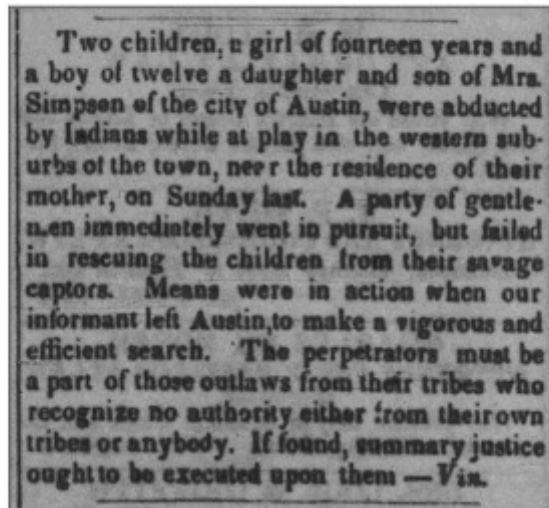 Two children, a girl of fourteen years and
a boy of twelve a daughter and son of Mrs.
Simpson of the city of Austin, were abducted
by Indians while at play in the western sub-
urbs of the town, near the residence of their
mother, on Sunday last. A party of gentle-
men immediately went in pursuit, but failed
in rescuing the children from their savage
captors. Means were in action when our
informant left Austin,to make a vigorous and
efficient search. The perpetrators must be
a part of those outlaws from their tribes who
recognize no authority either from their own
tribes or anybody. If found, summary justice
ought to be executed upon them — Vin.